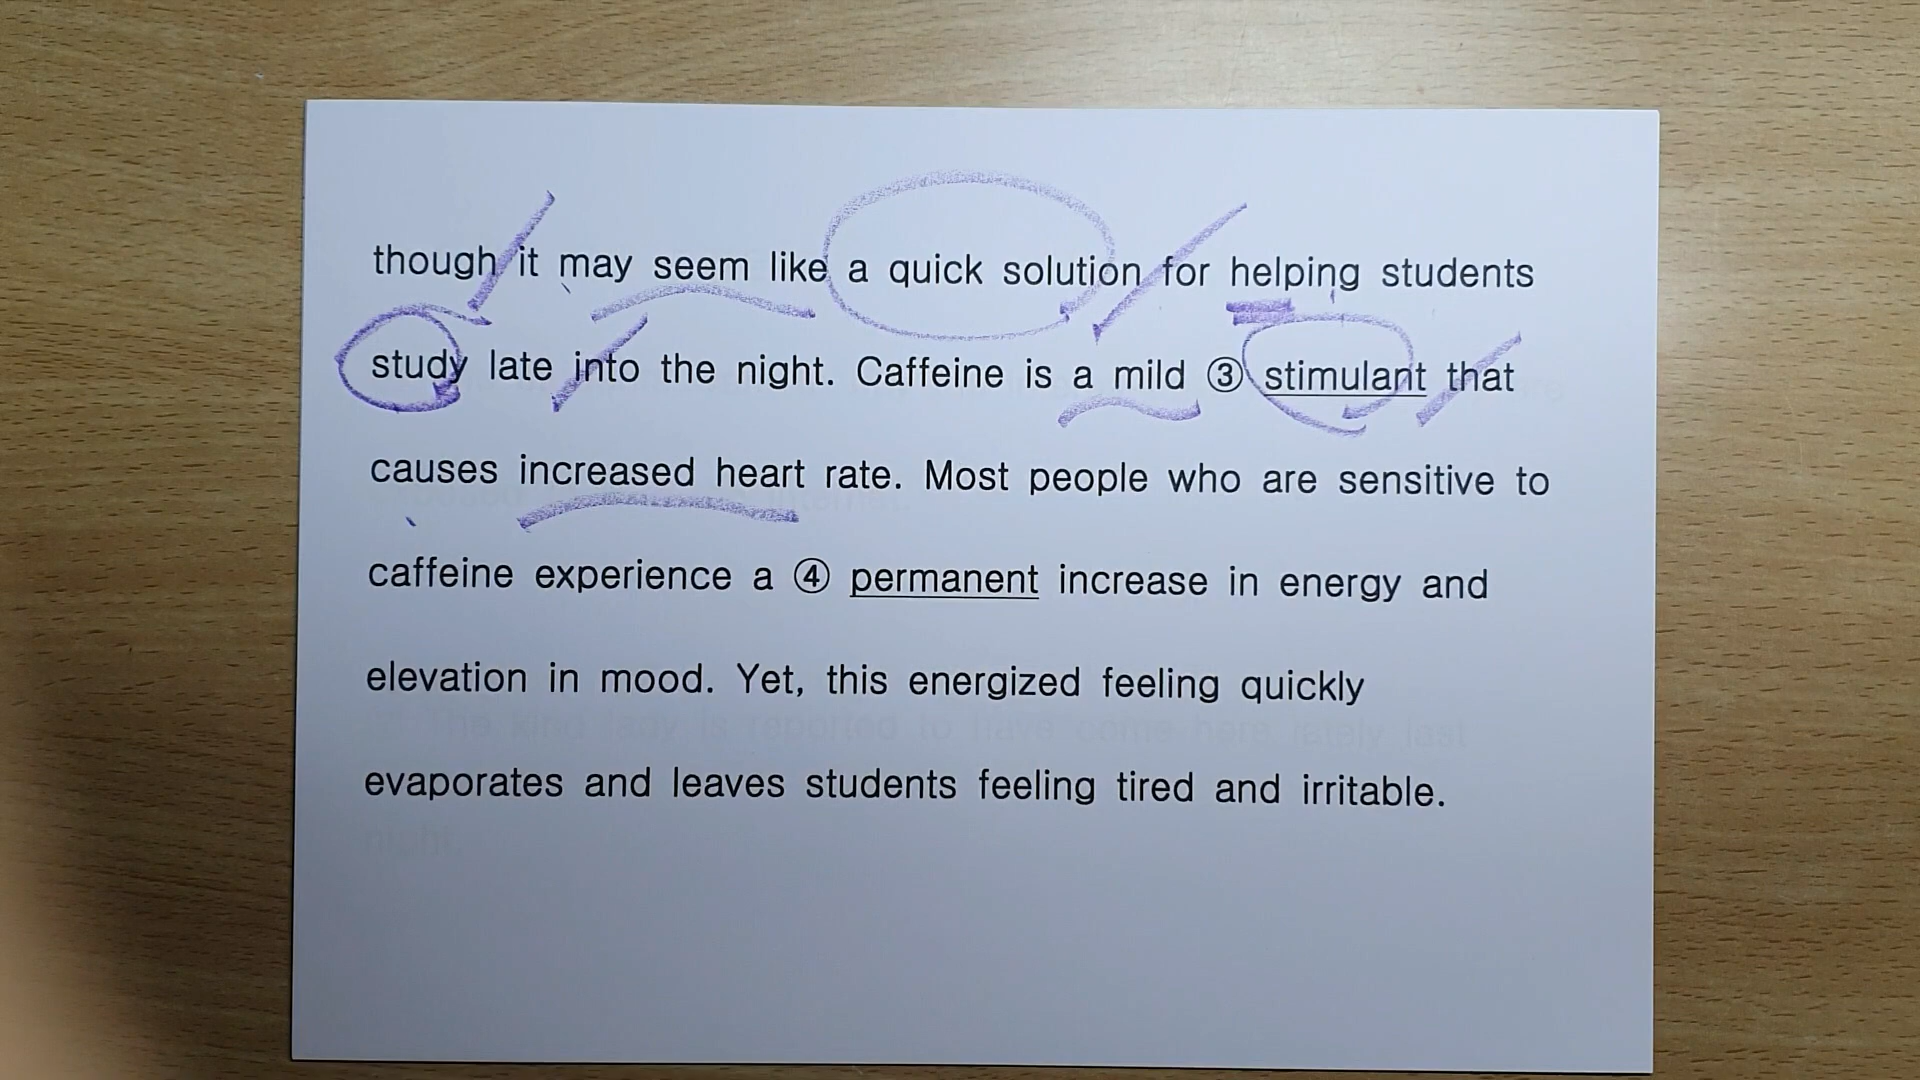 though it may seem like a quick solution for helping students
study late into the night. Caffeine is a mild ③ stimulant that
causes increased heart rate. Most people who are sensitive to
caffeine experience a ④ permanent increase in energy and
elevation in mood. Yet, this energized feeling quickly
evaporates and leaves students feeling tired and irritable.